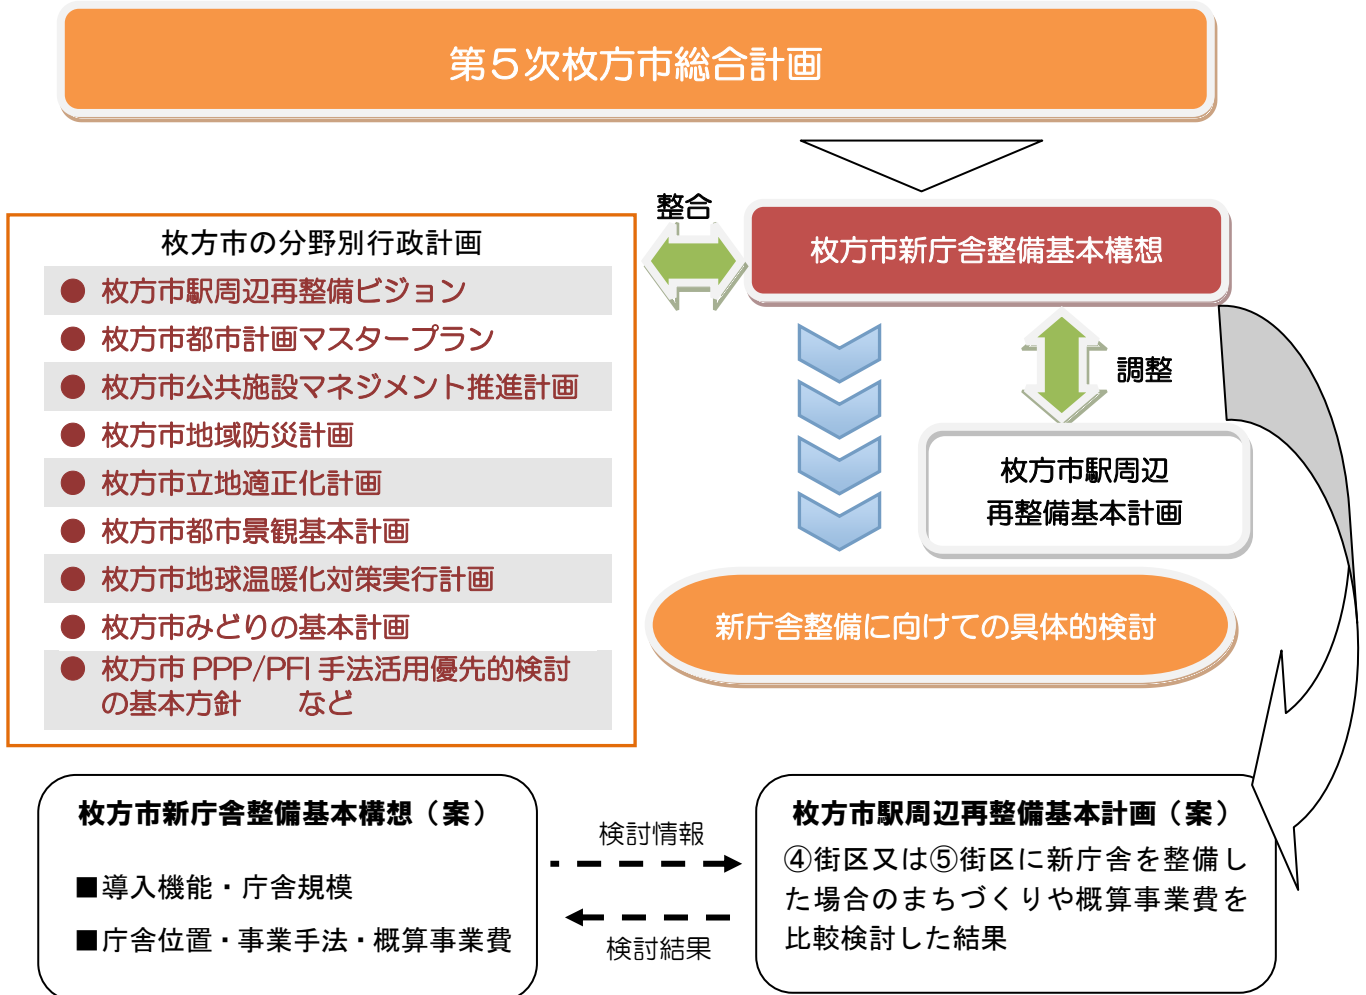 第５次枚方市総合計画
整合
枚方市新庁舎整備基本構想
枚方市の分野別行政計画
● 枚方市駅周辺再整備ビジョン
● 枚方市都市計画マスタープラン
● 枚方市公共施設マネジメント推進計画
● 枚方市地域防災計画
● 枚方市立地適正化計画
● 枚方市都市景観基本計画
● 枚方市地球温暖化対策実行計画
● 枚方市みどりの基本計画
● 枚方市 PPP/PFI 手法活用優先的検討
の基本方針　　など
調整
枚方市駅周辺
再整備基本計画
新庁舎整備に向けての具体的検討
枚方市新庁舎整備基本構想（案）
■導入機能・庁舎規模
■庁舎位置・事業手法・概算事業費
検討情報
検討結果
枚方市駅周辺再整備基本計画（案）
④街区又は⑤街区に新庁舎を整備し
た場合のまちづくりや概算事業費を
比較検討した結果